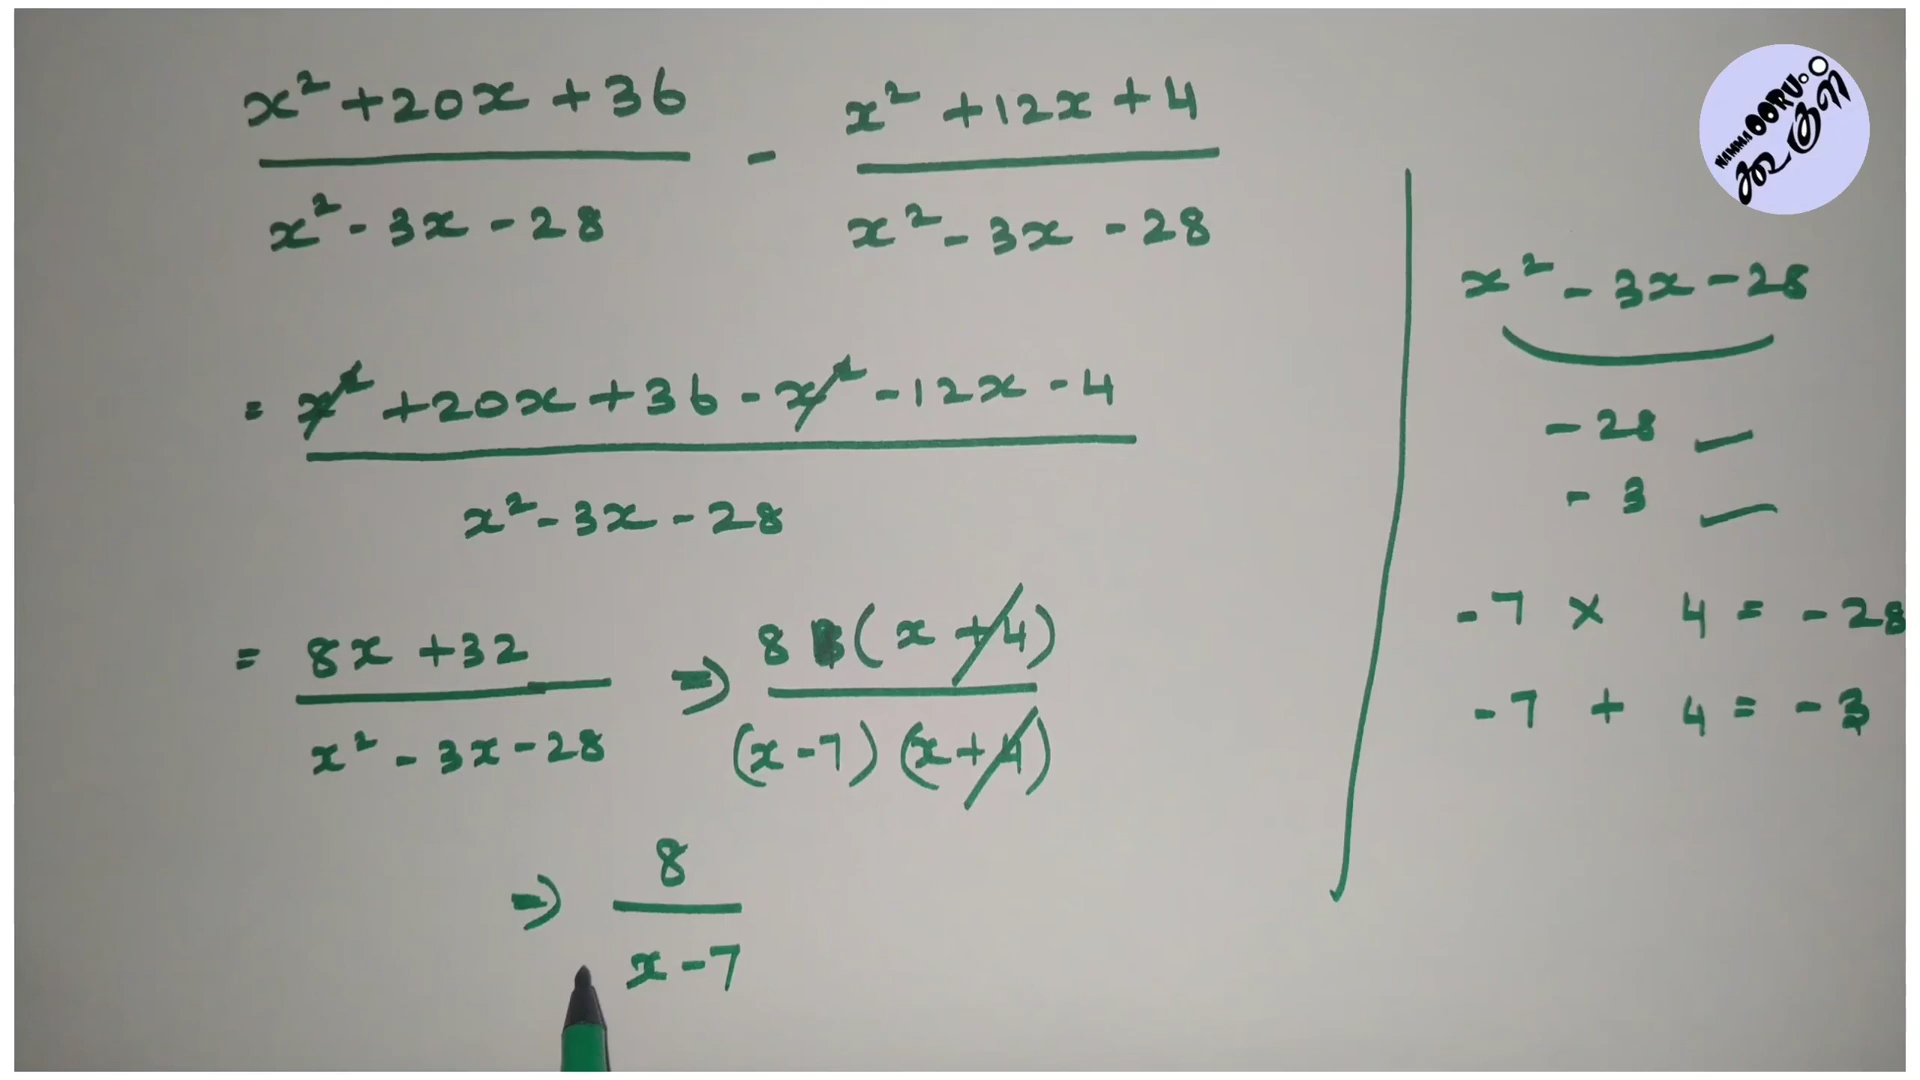 x² + 20x + 36 / x² - 3x - 28 - x² + 12x + 4 / x² - 3x - 28
= x² + 20x + 36 - x² - 12x - 4 / x² - 3x - 28
= 8x + 32 / x² - 3x - 28 ⇒ 8 (x + 4) / (x - 7) (x + 4)
⇒ 8 / x - 7
NAMMA OORU
x² - 3x - 28
- 28
- 3
-7 × 4 = - 28
-7 + 4 = - 3